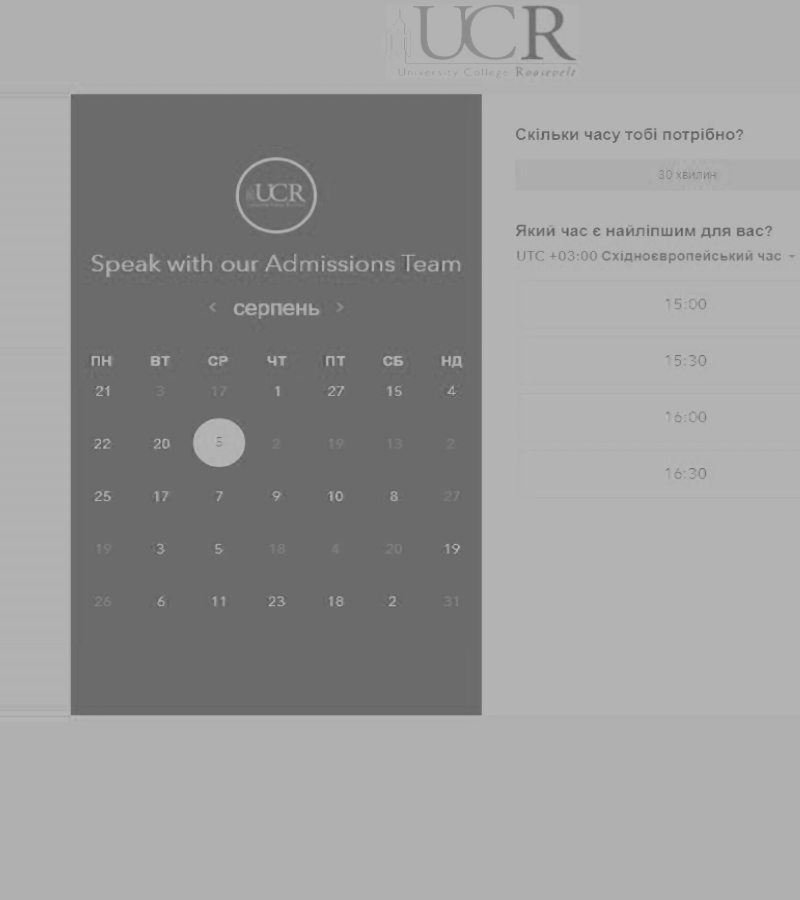 UCR
University College Roosevelt
UCR
Speak with our Admissions Team
< серпень >
ПН ВТ СР ЧТ ПТ СБ НД
21 3 17 1 27 15 4
22 20 5 2 19 13 2
25 17 7 9 10 8 27
19 3 5 18 4 20 19
26 6 11 23 18 2 31
Скільки часу тобі потрібно?
30 хвилин
Який час є найліпшим для вас?
UTC +03:00 Східноєвропейський час
15:00
15:30
16:00
16:30